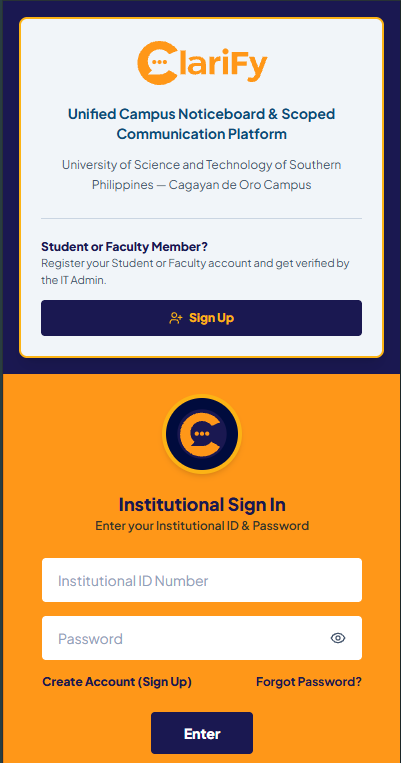 ClariFy
Unified Campus Noticeboard & Scoped
Communication Platform
University of Science and Technology of Southern
Philippines — Cagayan de Oro Campus
Student or Faculty Member?
Register your Student or Faculty account and get verified by
the IT Admin.
Sign Up
Institutional Sign In
Enter your Institutional ID & Password
Institutional ID Number
Password
Create Account (Sign Up) Forgot Password?
Enter